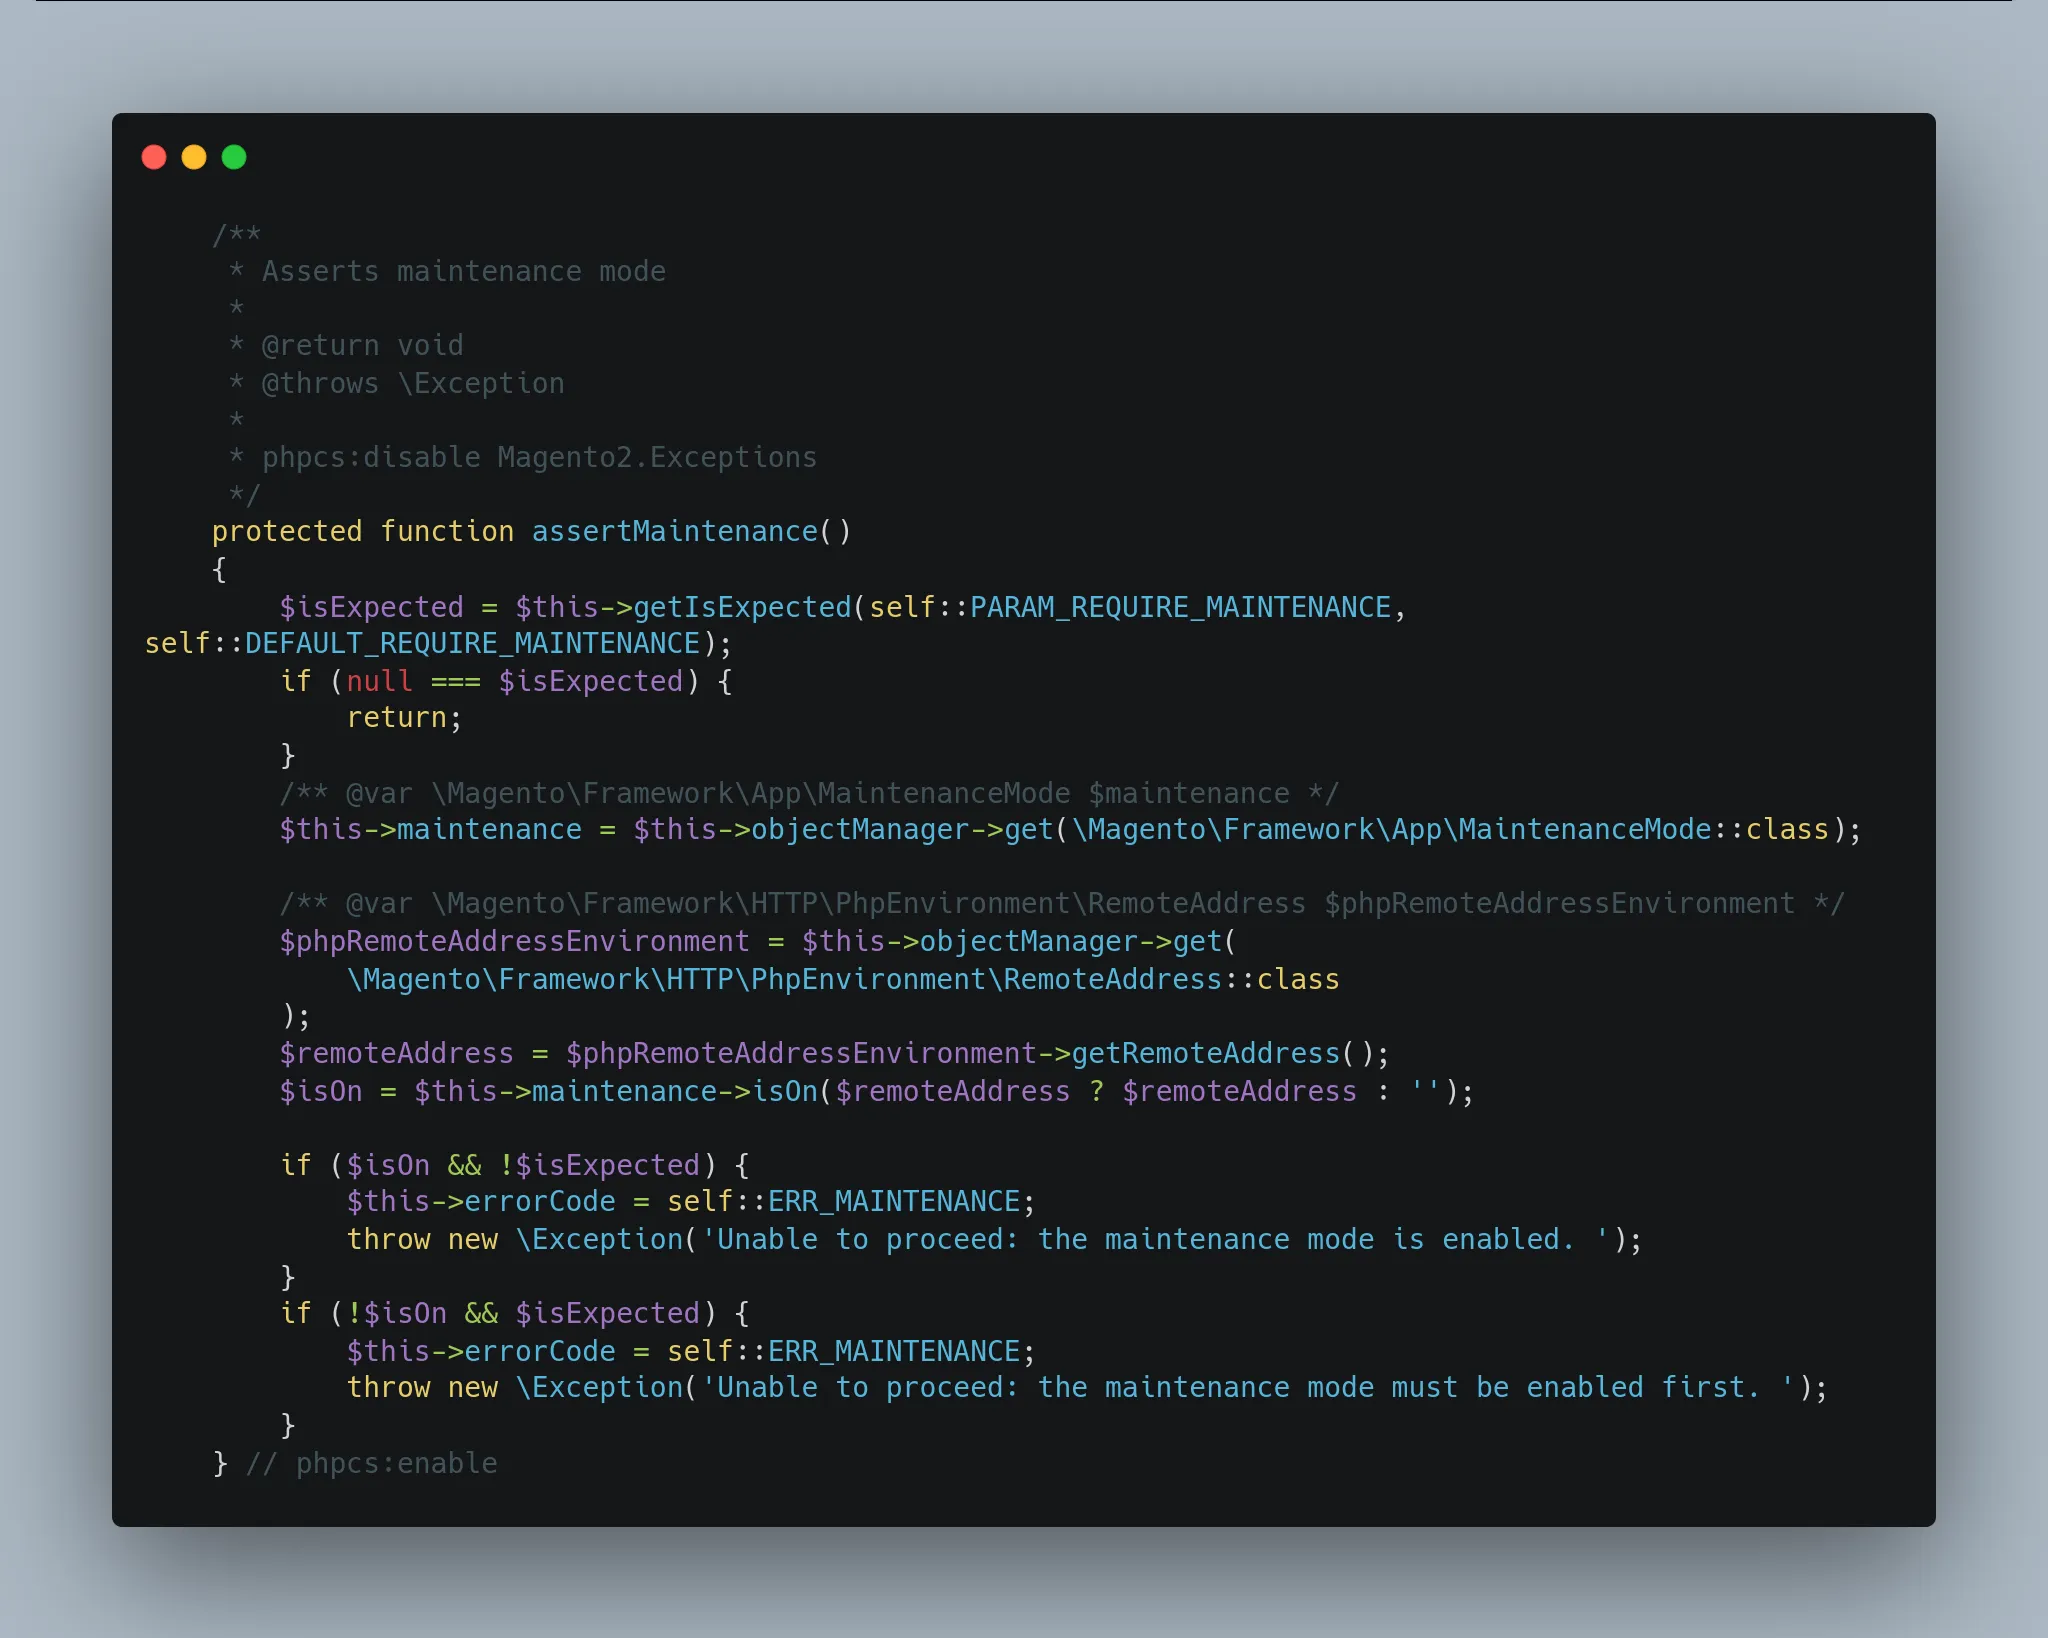 /**
* Asserts maintenance mode
*
* @return void
* @throws \Exception
*
* phpcs:disable Magento2.Exceptions
*/
protected function assertMaintenance()
{
$isExpected = $this->getIsExpected(self::PARAM_REQUIRE_MAINTENANCE,
self::DEFAULT_REQUIRE_MAINTENANCE);
if (null === $isExpected) {
return;
}
/** @var \Magento\Framework\App\MaintenanceMode $maintenance */
$this->maintenance = $this->objectManager->get(\Magento\Framework\App\MaintenanceMode::class);
/** @var \Magento\Framework\HTTP\PhpEnvironment\RemoteAddress $phpRemoteAddressEnvironment */
$phpRemoteAddressEnvironment = $this->objectManager->get(
\Magento\Framework\HTTP\PhpEnvironment\RemoteAddress::class
);
$remoteAddress = $phpRemoteAddressEnvironment->getRemoteAddress();
$isOn = $this->maintenance->isOn($remoteAddress ? $remoteAddress : '');
if ($isOn && !$isExpected) {
$this->errorCode = self::ERR_MAINTENANCE;
throw new \Exception('Unable to proceed: the maintenance mode is enabled. ');
}
if (!$isOn && $isExpected) {
$this->errorCode = self::ERR_MAINTENANCE;
throw new \Exception('Unable to proceed: the maintenance mode must be enabled first. ');
}
} // phpcs:enable